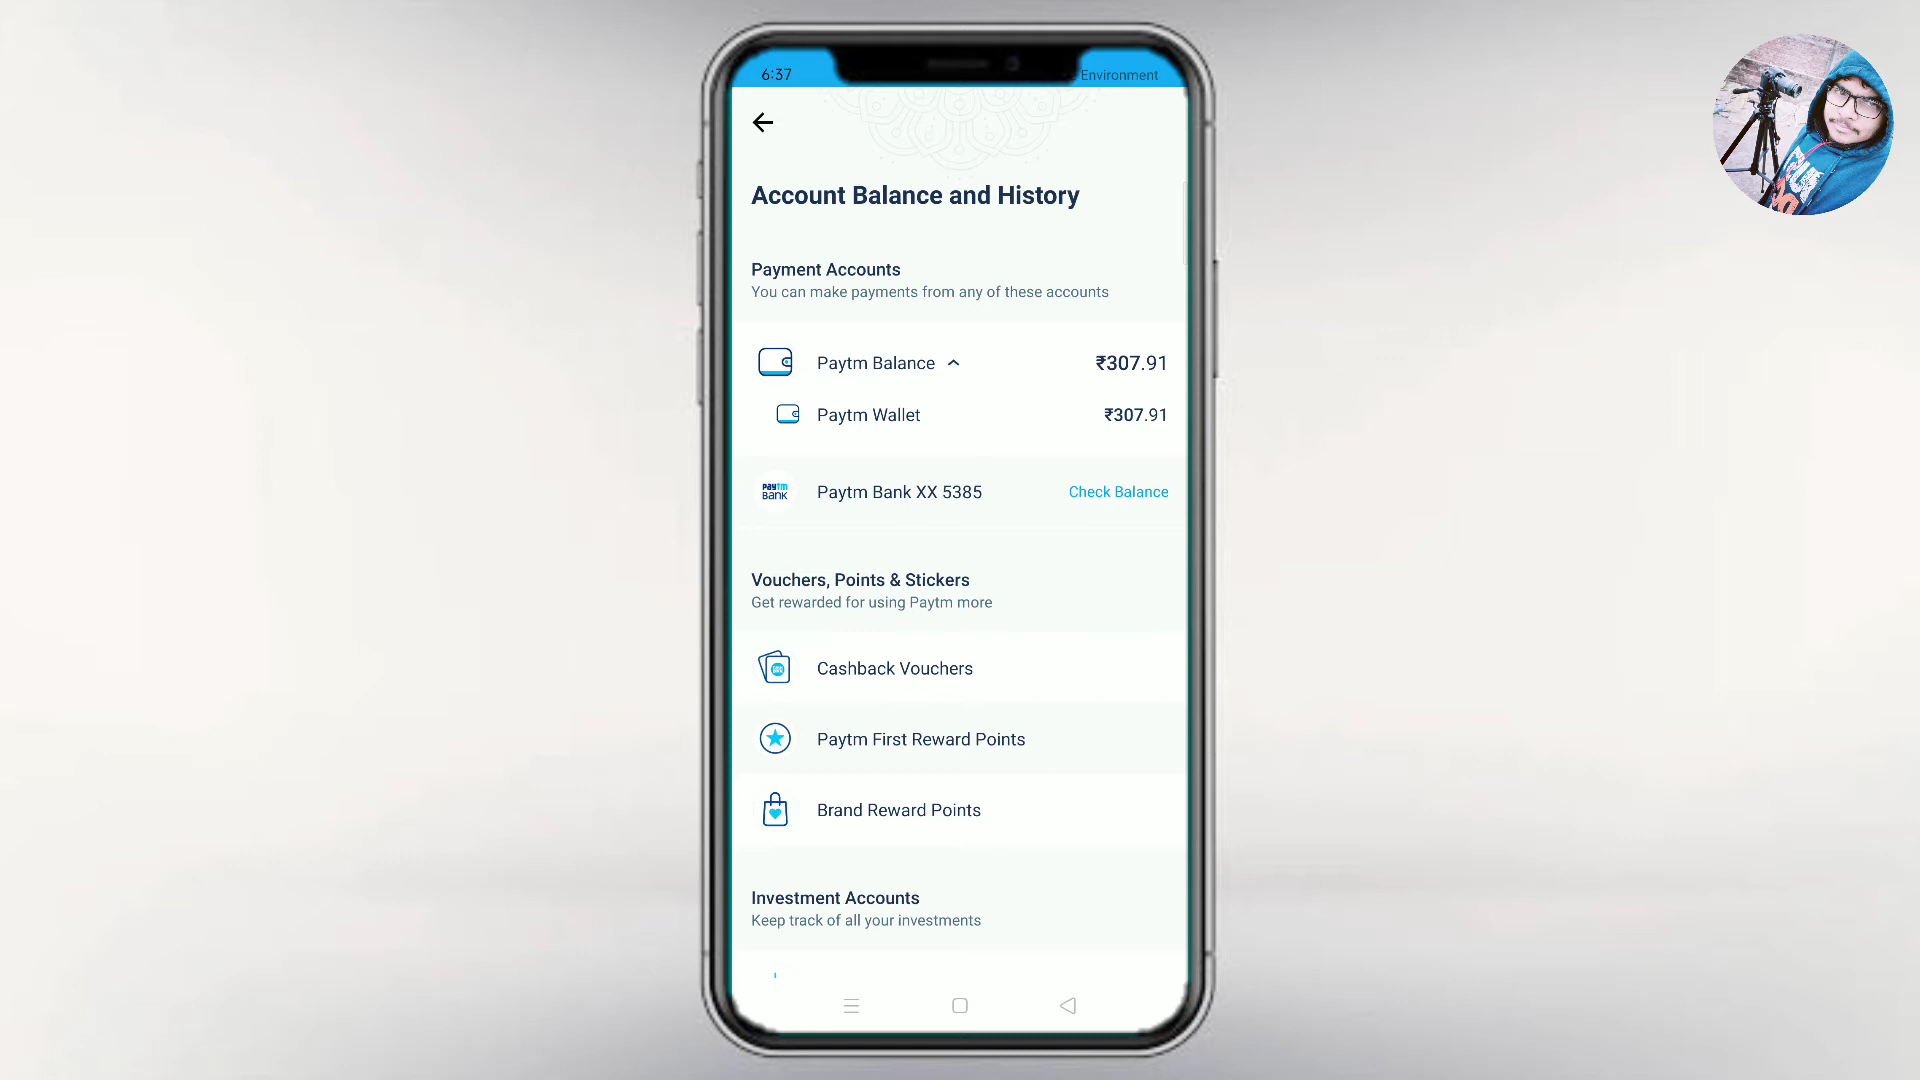 6:37
Environment
Account Balance and History
Payment Accounts
You can make payments from any of these accounts
Paytm Balance
₹307.91
Paytm Wallet
₹307.91
paytm
BANK
Paytm Bank XX 5385
Check Balance
Vouchers, Points & Stickers
Get rewarded for using Paytm more
Cashback Vouchers
Paytm First Reward Points
Brand Reward Points
Investment Accounts
Keep track of all your investments